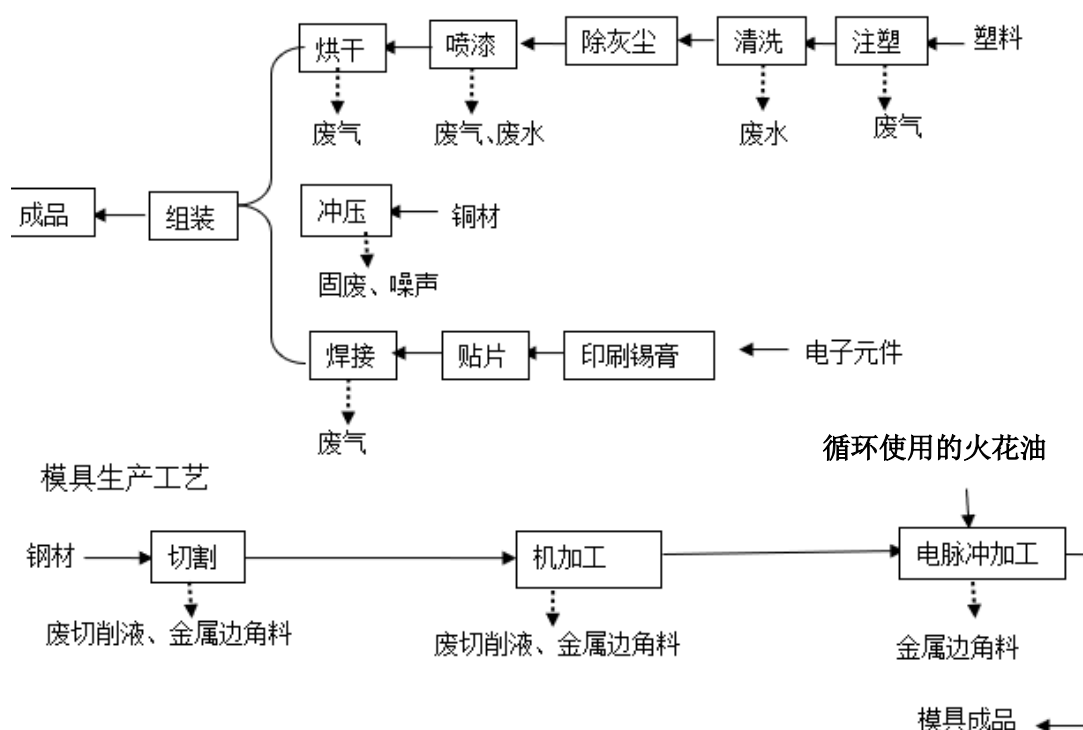 烘干 喷漆 除灰尘 清洗 注塑 塑料
废气 废气、废水 废水 废气
成品 组装 冲压 铜材
固废、噪声
焊接 贴片 印刷锡膏 电子元件
废气
循环使用的火花油
模具生产工艺
钢材 切割 机加工 电脉冲加工
废切削液、金属边角料 废切削液、金属边角料 金属边角料
模具成品